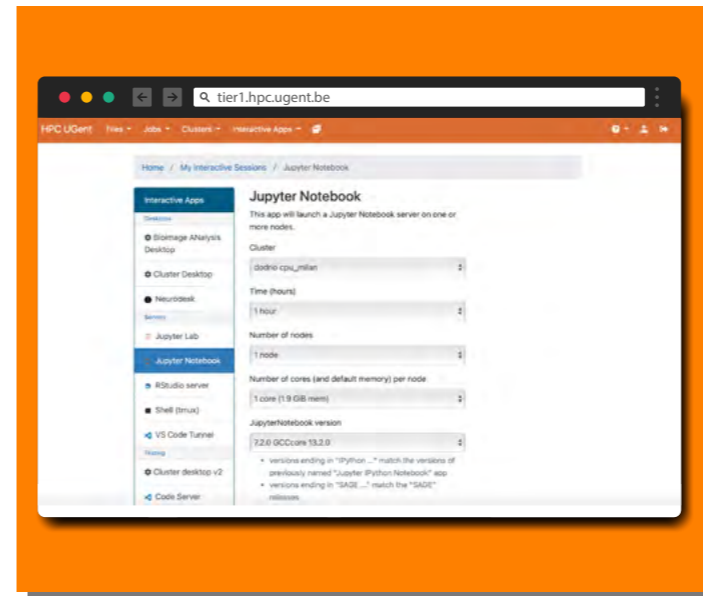 tier1.hpc.ugent.be
HPC UGent Files Jobs Clusters Interactive Apps
Home / My Interactive Sessions / Jupyter Notebook
Interactive Apps
Desktops
Bioimage ANalysis
Desktop
Cluster Desktop
Neurodesk
Servers
Jupyter Lab
Jupyter Notebook
RStudio server
Shell (tmux)
VS Code Tunnel
Testing
Cluster desktop v2
Code Server
Jupyter Notebook
This app will launch a Jupyter Notebook server on one or
more nodes.
Cluster
dodrio cpu_milan
Time (hours)
1 hour
Number of nodes
1 node
Number of cores (and default memory) per node
1 core (1.9 GiB mem)
JupyterNotebook version
7.2.0 GCCcore 13.2.0
• versions ending in "IPython ..." match the versions of
previously named "Jupyter IPython Notebook" app
• versions ending in "SAGE ..." match the "SAGE"
releases